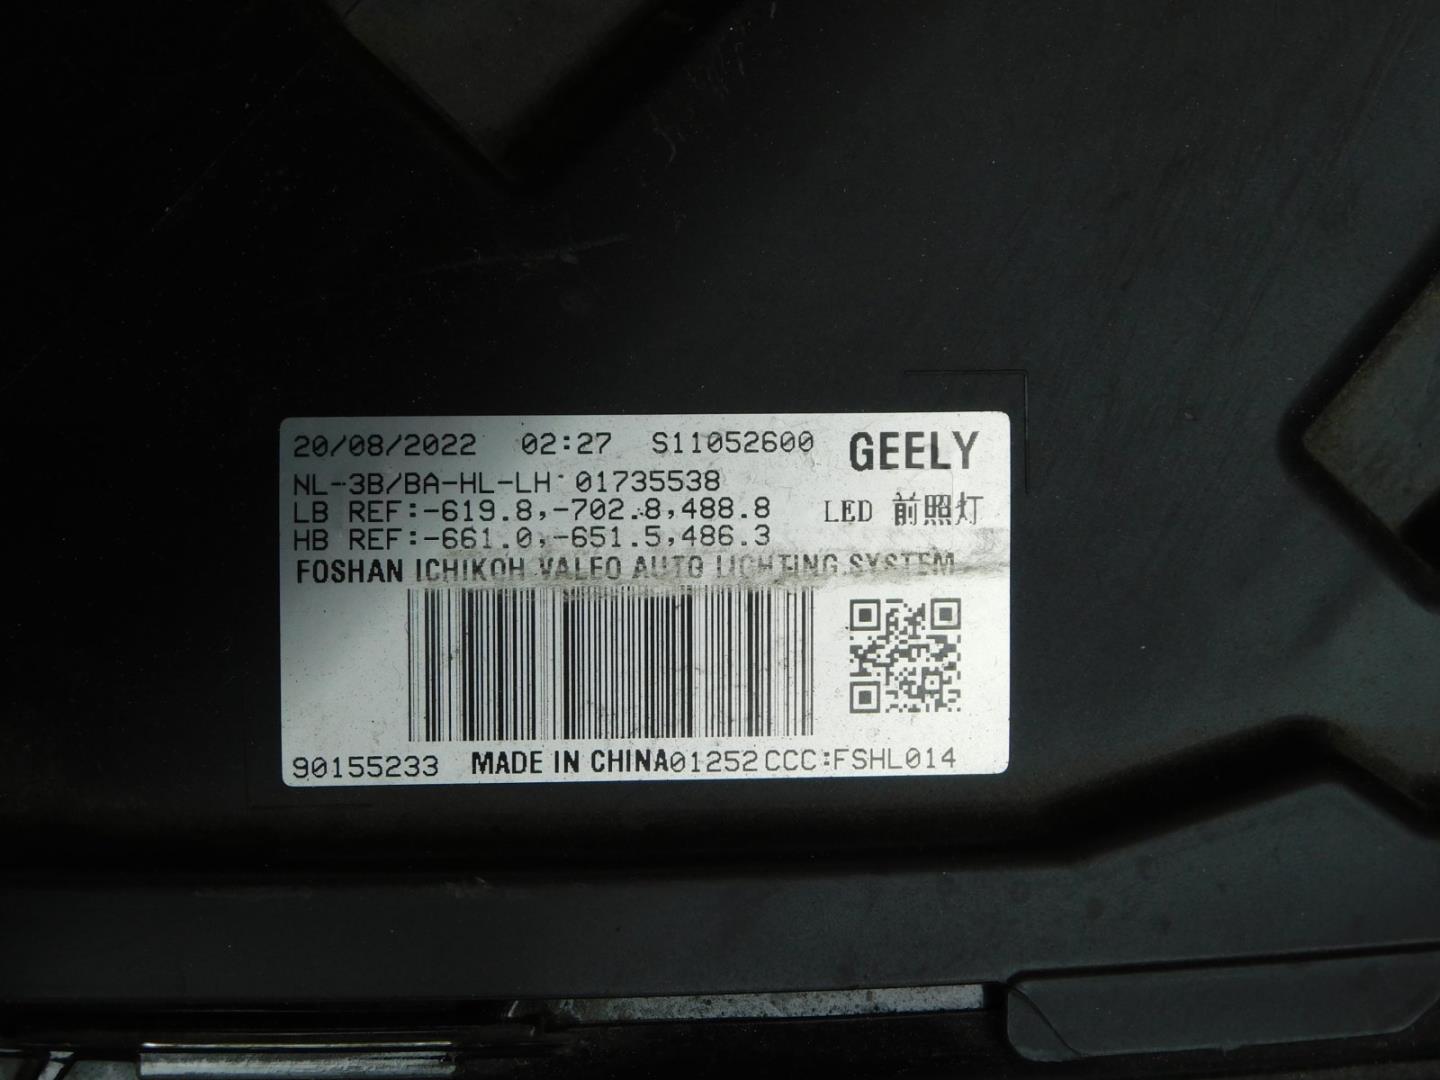 20/08/2022 02:27 S11052600 GEELY
NL-3B/BA-HL-LH 01735538
LB REF:-619.8,-702.8,488.8 LED 前照灯
HB REF:-661.0,-651.5,486.3
FOSHAN ICHIKOH VALEO AUTO LIGHTING SYSTEM
90155233 MADE IN CHINA 01252 CCC:FSHL014